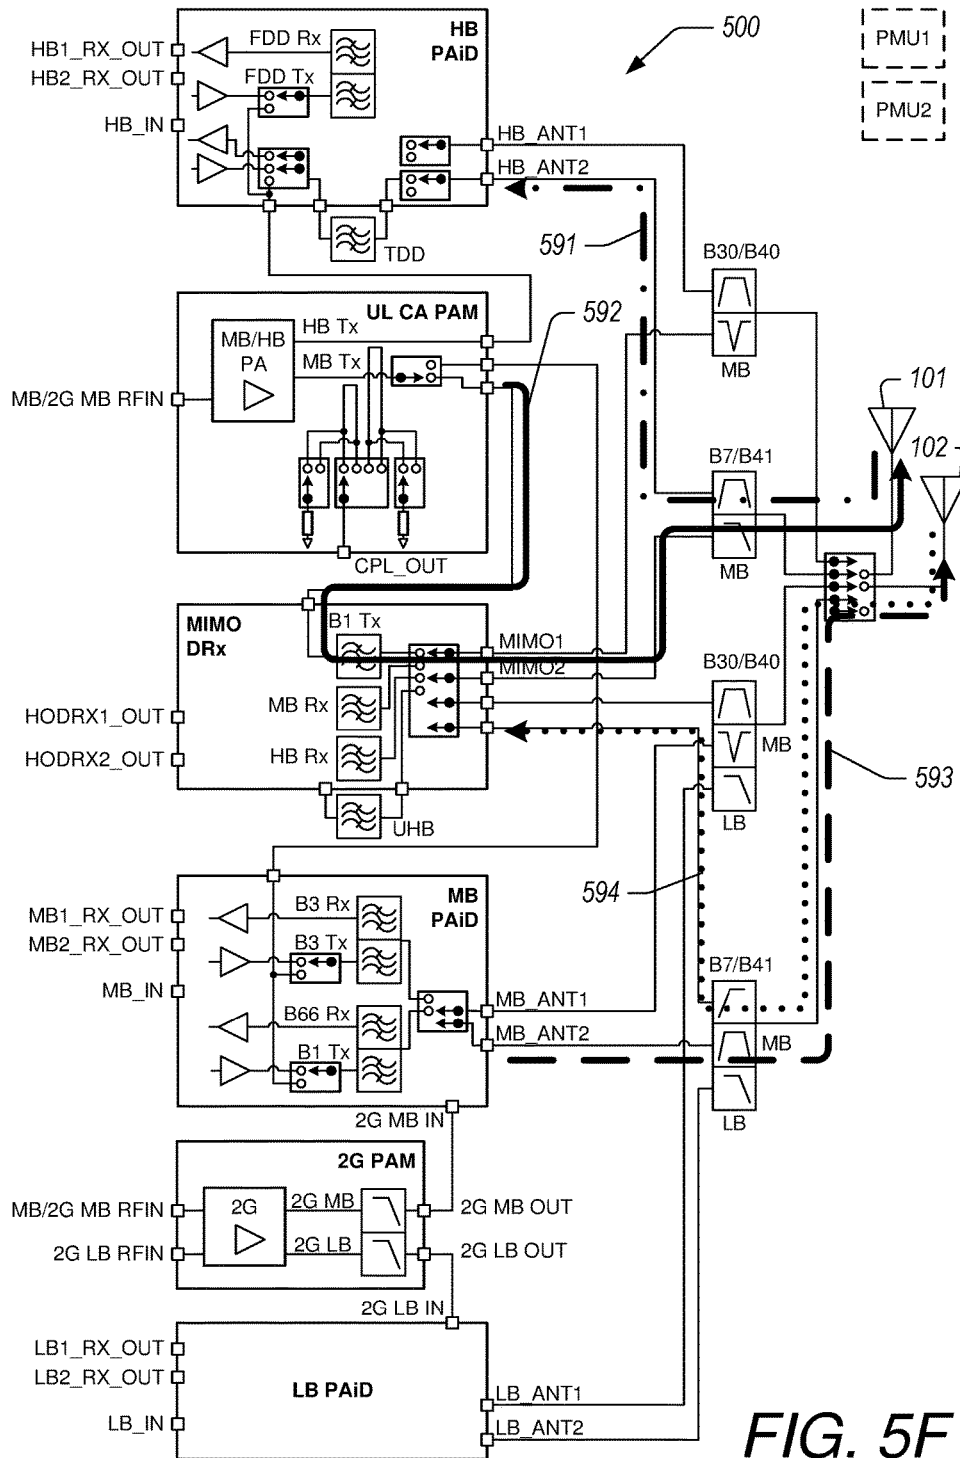 HB PAiD
500
PMU1
PMU2
HB1_RX_OUT
FDD Rx
HB2_RX_OUT
FDD Tx
HB_IN
HB_ANT1
HB_ANT2
TDD
591
B30/B40
MB
UL CA PAM
592
MB/HB PA
HB Tx
MB Tx
MB/2G MB RFIN
CPL_OUT
101
102
B7/B41
MB
MIMO DRx
B1 Tx
MIMO1
MIMO2
MB Rx
HB Rx
HODRX1_OUT
HODRX2_OUT
UHB
B30/B40
MB
LB
593
594
MB PAiD
MB1_RX_OUT
B3 Rx
MB2_RX_OUT
B3 Tx
MB_IN
B66 Rx
B1 Tx
MB_ANT1
MB_ANT2
B7/B41
MB
LB
2G MB IN
2G PAM
MB/2G MB RFIN
2G
2G MB
2G MB OUT
2G LB RFIN
2G LB
2G LB OUT
2G LB IN
LB1_RX_OUT
LB2_RX_OUT
LB PAiD
LB_IN
LB_ANT1
LB_ANT2
FIG. 5F